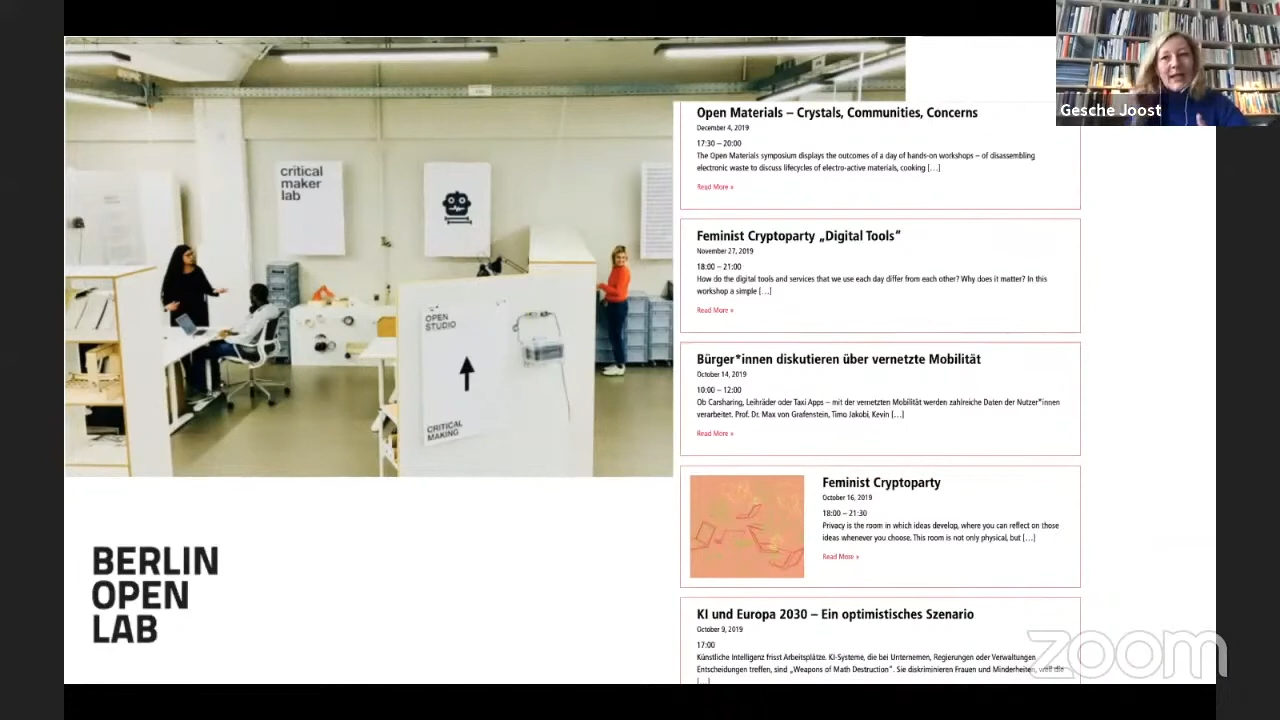 Gesche Joost
critical
maker
lab
OPEN
STUDIO
CRITICAL
MAKING
BERLIN
OPEN
LAB
Open Materials – Crystals, Communities, Concerns
December 4, 2019
17:30 – 20:00
The Open Materials symposium displays the outcomes of a day of hands-on workshops – of disassembling
electronic waste to discuss lifecycles of electro-active materials, cooking […]
Read More »
Feminist Cryptoparty „Digital Tools“
November 27, 2019
18:00 – 21:00
How do the digital tools and services that we use each day differ from each other? Why does it matter? In this
workshop a simple […]
Read More »
Bürger*innen diskutieren über vernetzte Mobilität
October 14, 2019
10:00 – 12:00
Ob Carsharing, Leihräder oder Taxi Apps – mit der vernetzten Mobilität werden zahlreiche Daten der Nutzer*innen
verarbeitet. Prof. Dr. Max von Grafenstein, Timo Jakobi, Kevin […]
Read More »
Feminist Cryptoparty
October 16, 2019
18:00 – 21:30
Privacy is the room in which ideas develop, where you can reflect on those
ideas whenever you choose. This room is not only physical, but […]
Read More »
KI und Europa 2030 – Ein optimistisches Szenario
October 9, 2019
17:00
Künstliche Intelligenz frisst Arbeitsplätze. KI-Systeme, die bei Unternemen, Regierungen oder Verwaltungen
Entscheidungen treffen, sind „Weapons of Math Destruction“. Sie diskriminieren Frauen und Minderheiten, weil die
[…]
zoom